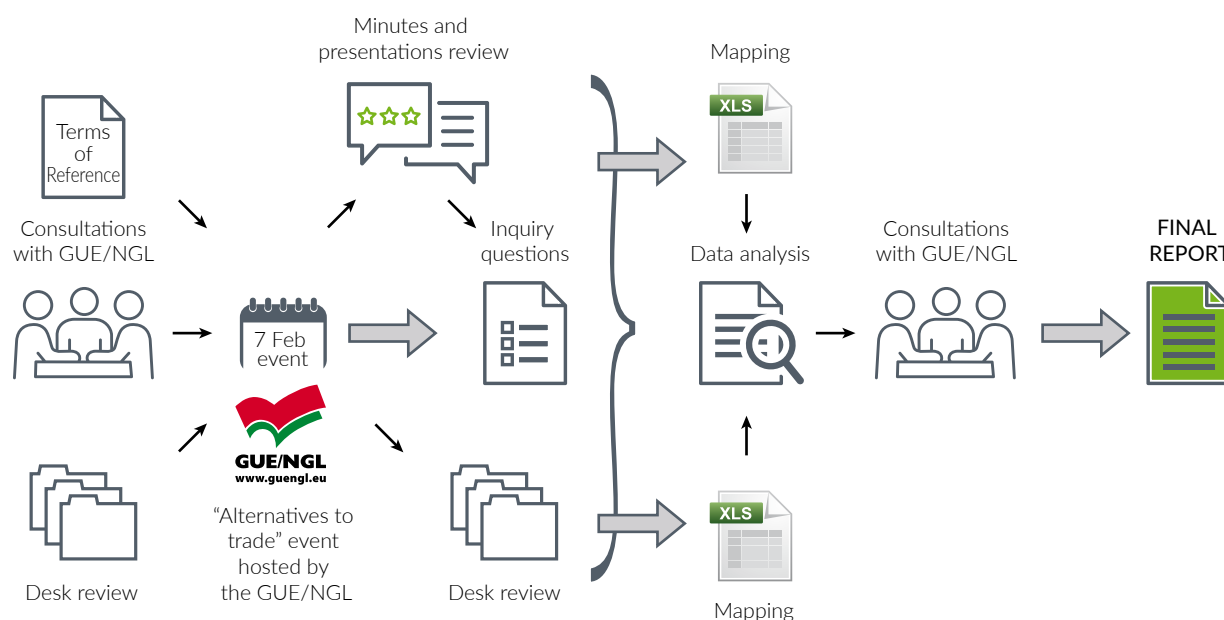 Minutes and
presentations review
Mapping
XLS
Terms
of
Reference
Consultations
with GUE/NGL
Inquiry
questions
Data analysis
Consultations
with GUE/NGL
FINAL
REPORT
7 Feb
event
GUE/NGL
www.guengl.eu
XLS
"Alternatives to
trade" event
hosted by
the GUE/NGL
Desk review
Desk review
Mapping